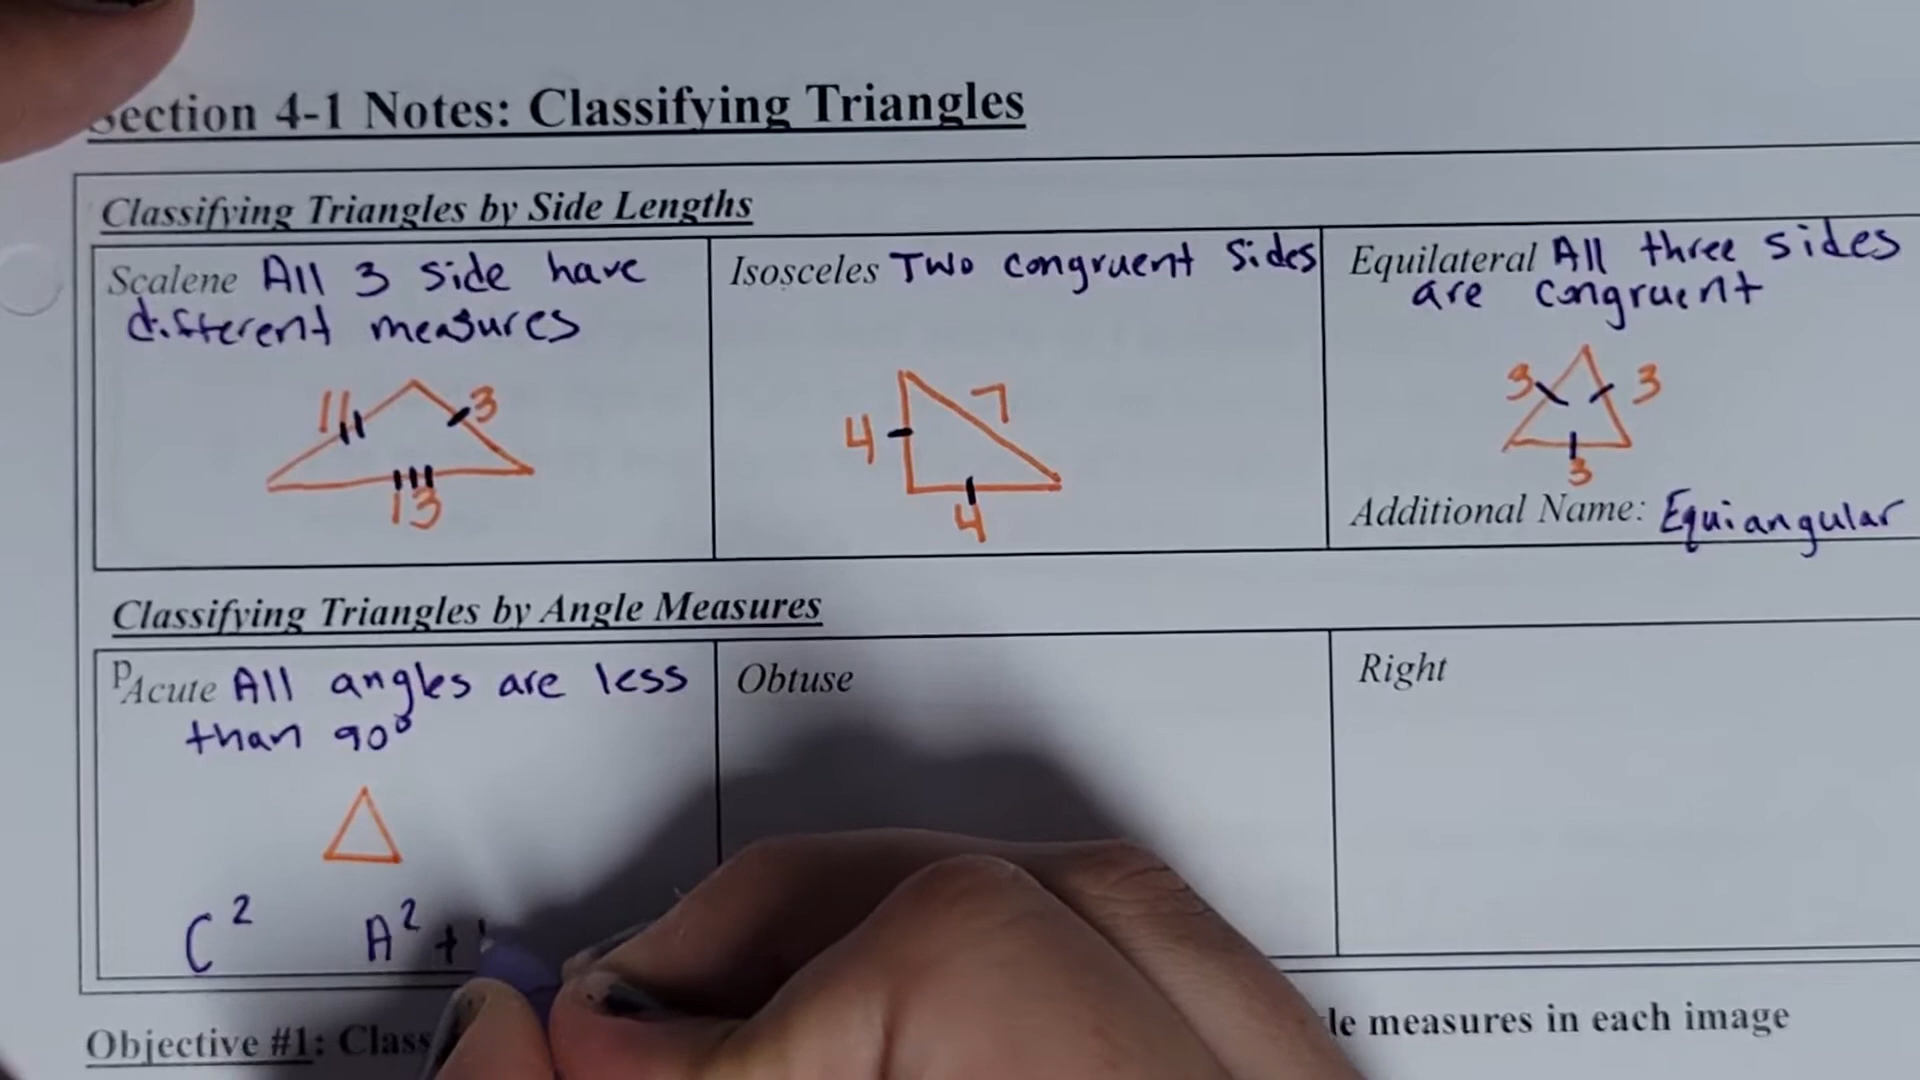 Section 4-1 Notes: Classifying Triangles
Classifying Triangles by Side Lengths
Scalene All 3 side have
different measures
11 3
13
Isosceles Two congruent sides
7
4
4
Equilateral All three sides
are congruent
3 3
3
Additional Name: Equiangular
Classifying Triangles by Angle Measures
P
Acute All angles are less
than 90°
C² A² +
Obtuse
Right
Objective #1: Class
le measures in each image